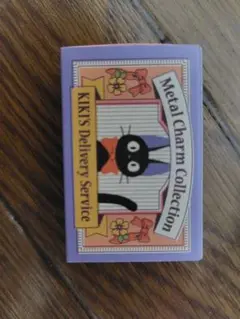 Metal Charm Collection
KIKI'S Delivery Service